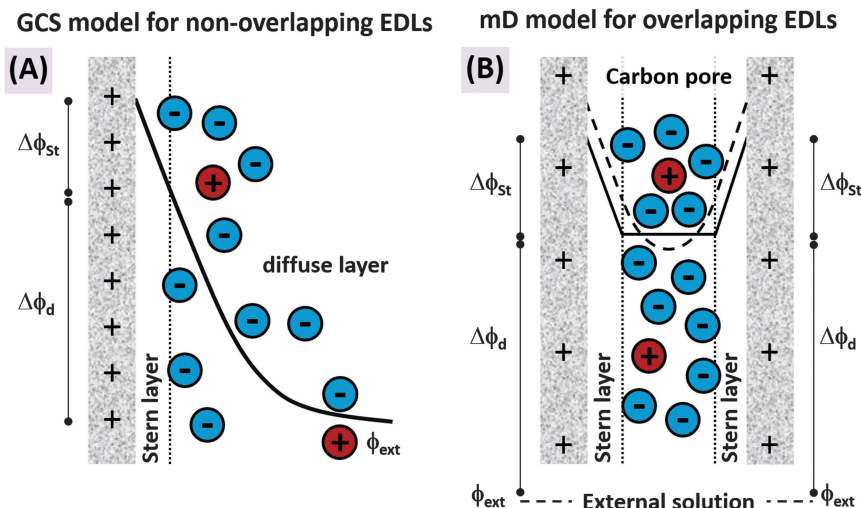 GCS model for non-overlapping EDLs
(A)
+
+
+
+
+
+
+
+
Δϕ_St
Δϕ_d
Stern layer
-
-
-
+
-
-
-
-
-
-
-
+
diffuse layer
ϕ_ext
mD model for overlapping EDLs
(B)
Carbon pore
+
+
+
+
+
+
+
+
Δϕ_St
Δϕ_St
Δϕ_d
Δϕ_d
-
-
-
+
-
-
-
-
-
-
+
-
-
-
Stern layer
Stern layer
ϕ_ext
External solution
ϕ_ext